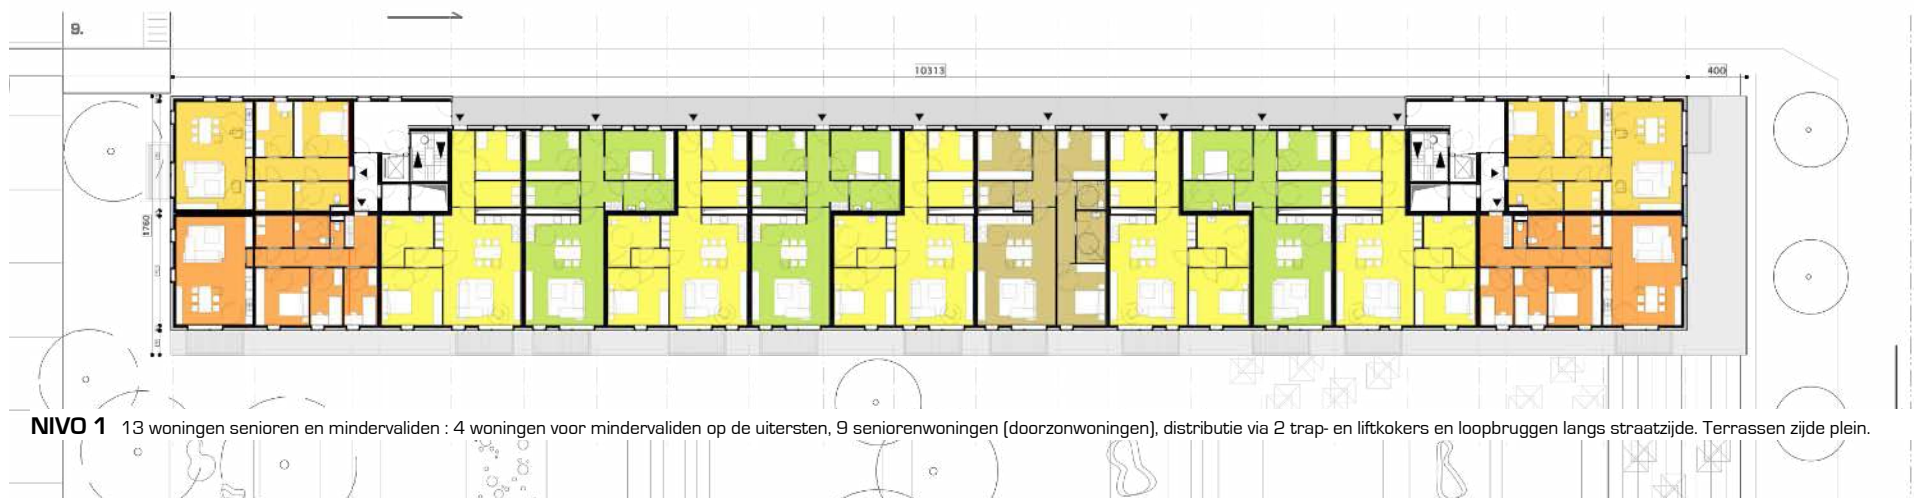 9.
10313
400
1760
NIVO 1 13 woningen senioren en mindervaliden : 4 woningen voor mindervaliden op de uitersten, 9 seniorenwoningen (doorzonwoningen), distributie via 2 trap- en liftkokers en loopbruggen langs straatzijde. Terrassen zijde plein.